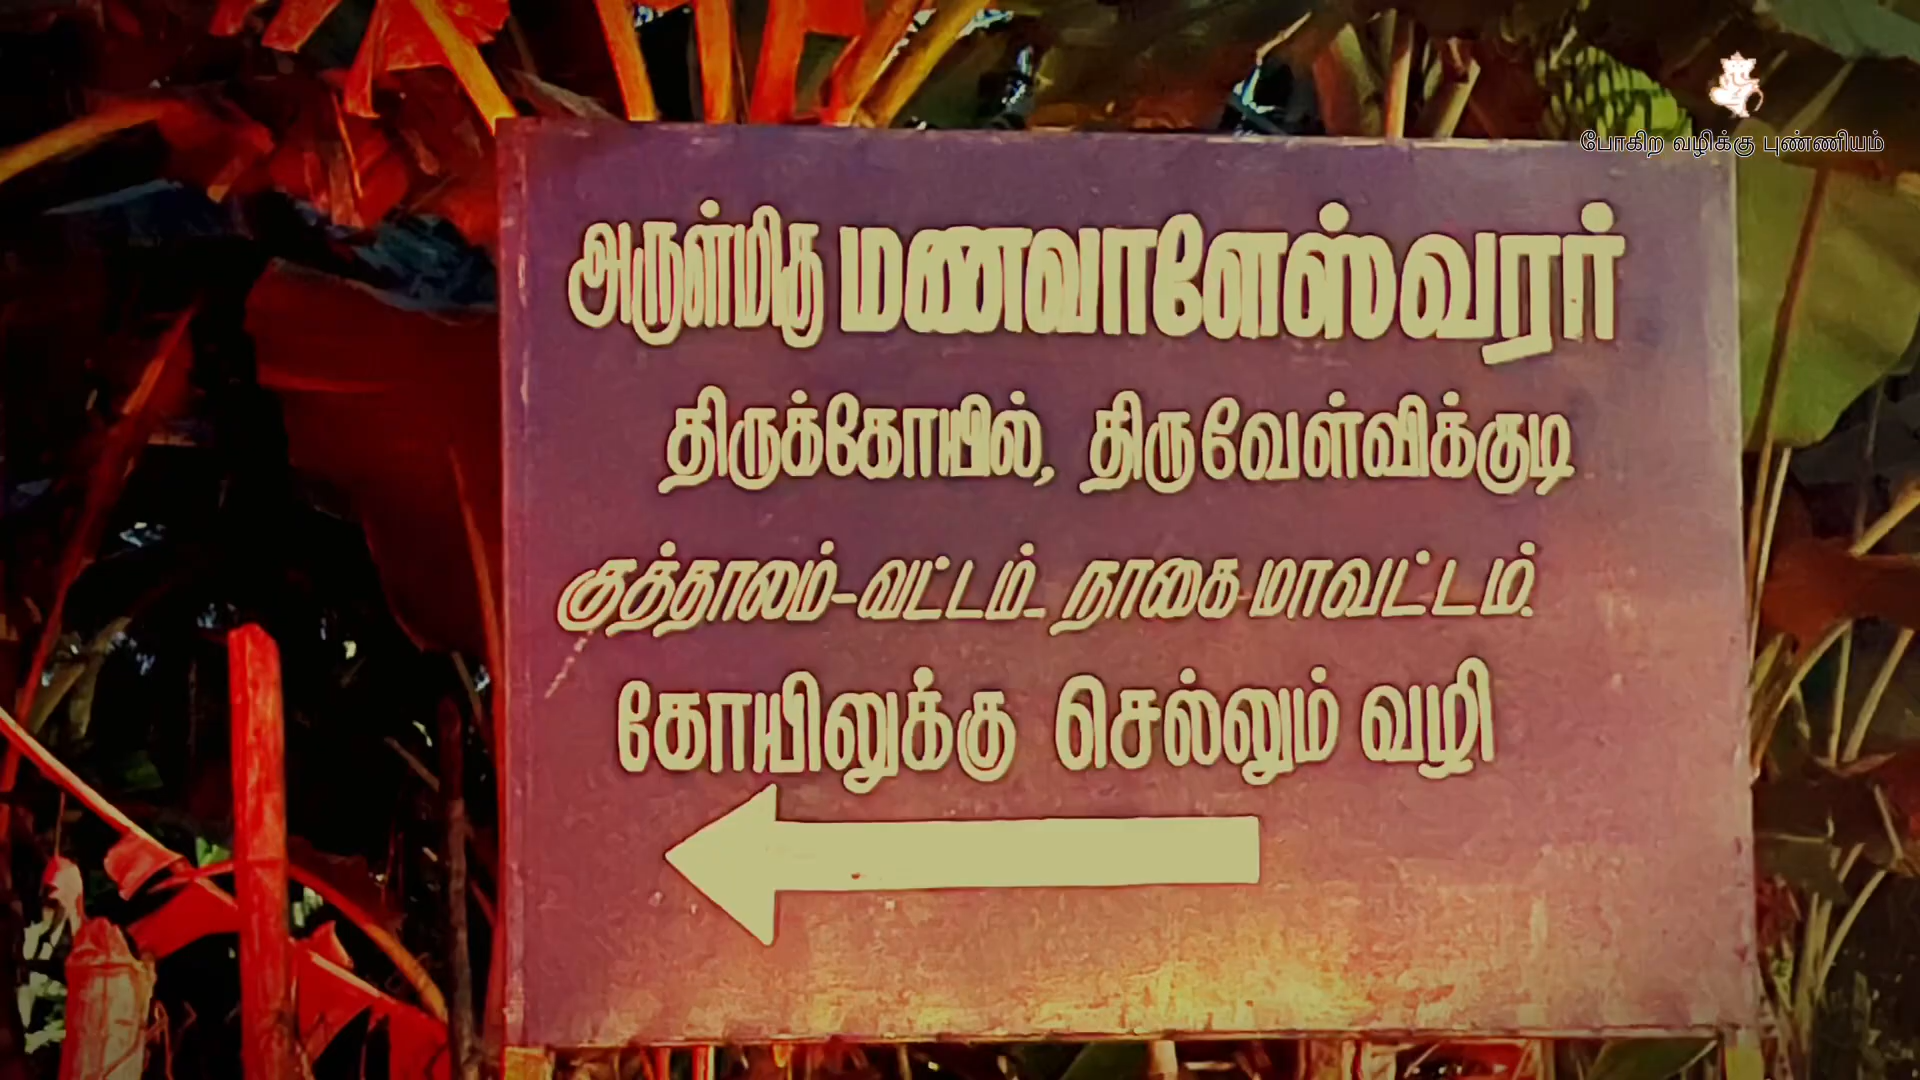 போகிற வழிக்கு புண்ணியம்
அருள்மிகு மணவாளேஸ்வரர்
திருக்கோயில், திருவேள்விக்குடி
குத்தாலம்-வட்டம்- நாகை மாவட்டம்.
கோயிலுக்கு செல்லும் வழி